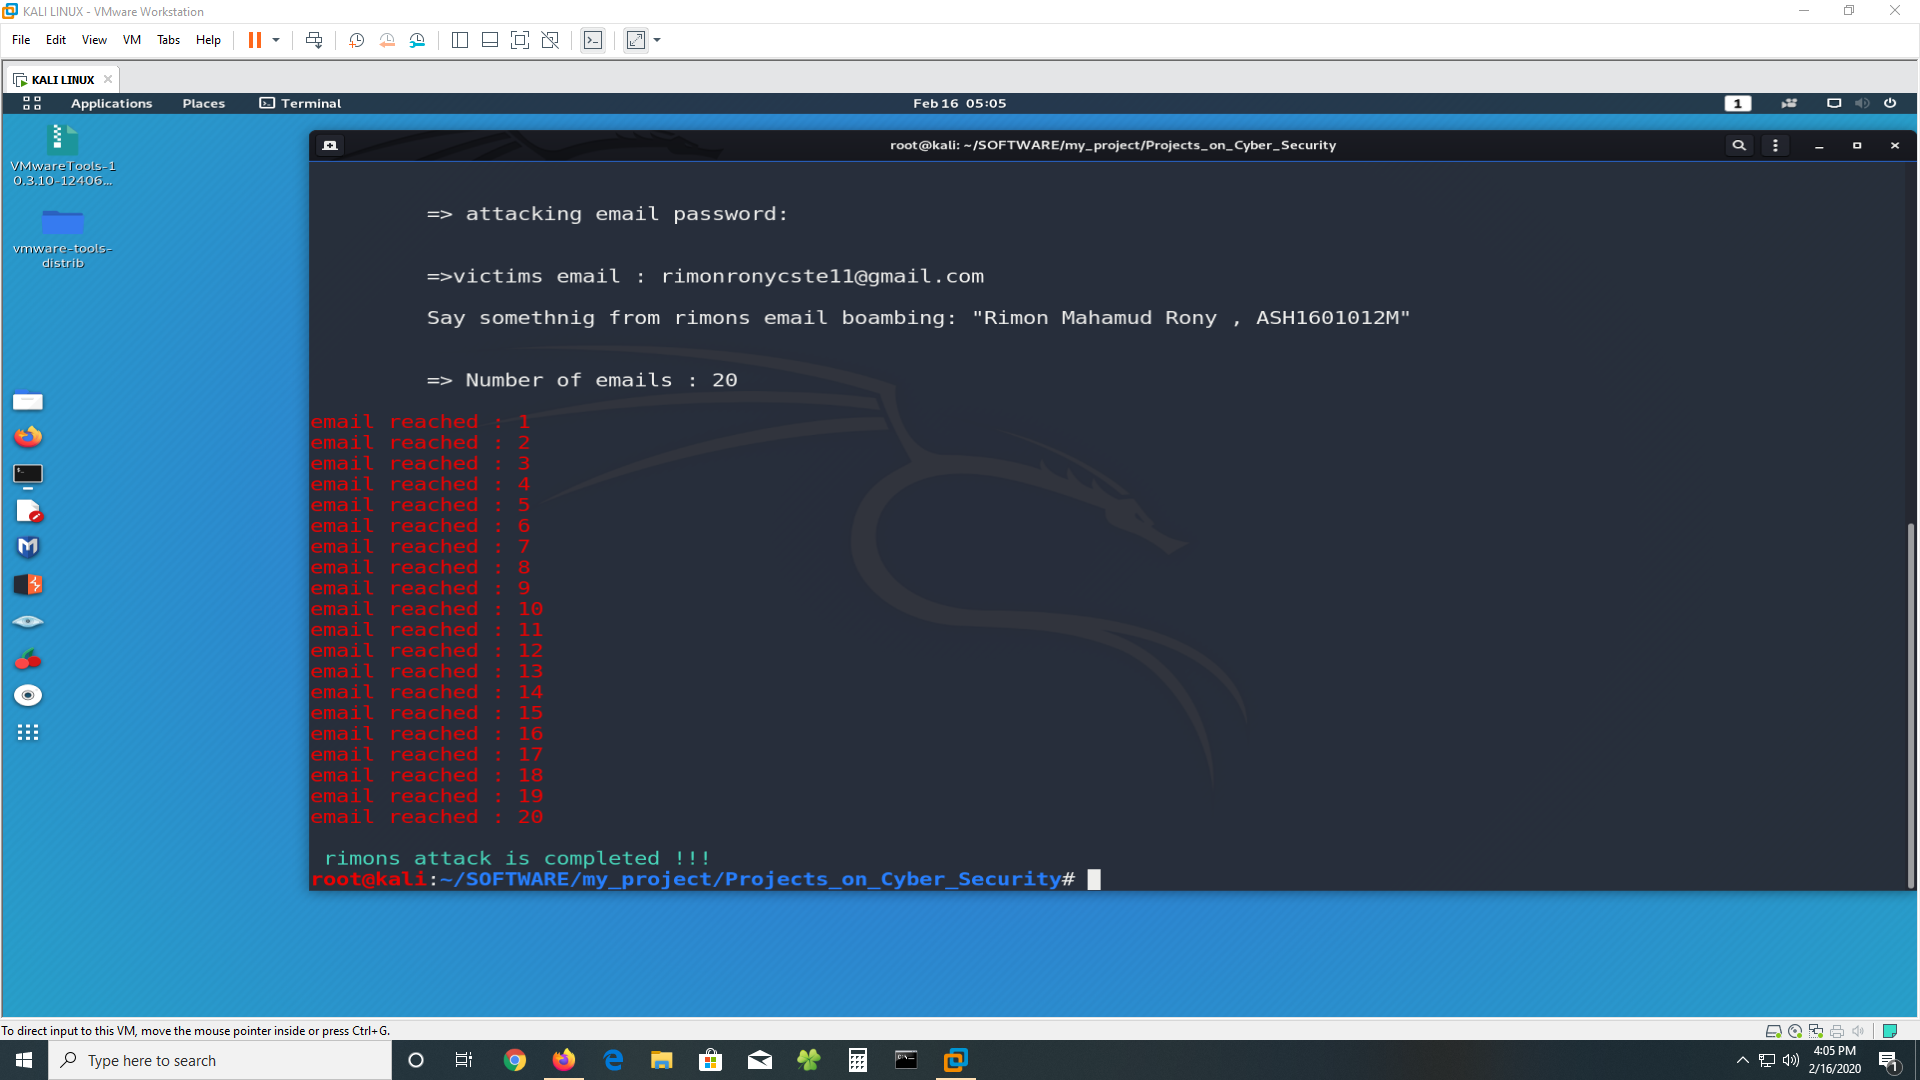 KALI LINUX - VMware Workstation
File Edit View VM Tabs Help
KALI LINUX
Applications Places Terminal Feb 16 05:05 1
VMwareTools-1
0.3.10-12406...
vmware-tools-
distrib
root@kali: ~/SOFTWARE/my_project/Projects_on_Cyber_Security
=> attacking email password:
=>victims email : rimonronycste11@gmail.com
Say somethnig from rimons email boambing: "Rimon Mahamud Rony , ASH1601012M"
=> Number of emails : 20
email reached : 1
email reached : 2
email reached : 3
email reached : 4
email reached : 5
email reached : 6
email reached : 7
email reached : 8
email reached : 9
email reached : 10
email reached : 11
email reached : 12
email reached : 13
email reached : 14
email reached : 15
email reached : 16
email reached : 17
email reached : 18
email reached : 19
email reached : 20
rimons attack is completed !!!
root@kali:~/SOFTWARE/my_project/Projects_on_Cyber_Security#
To direct input to this VM, move the mouse pointer inside or press Ctrl+G.
Type here to search
4:05 PM
2/16/2020
1